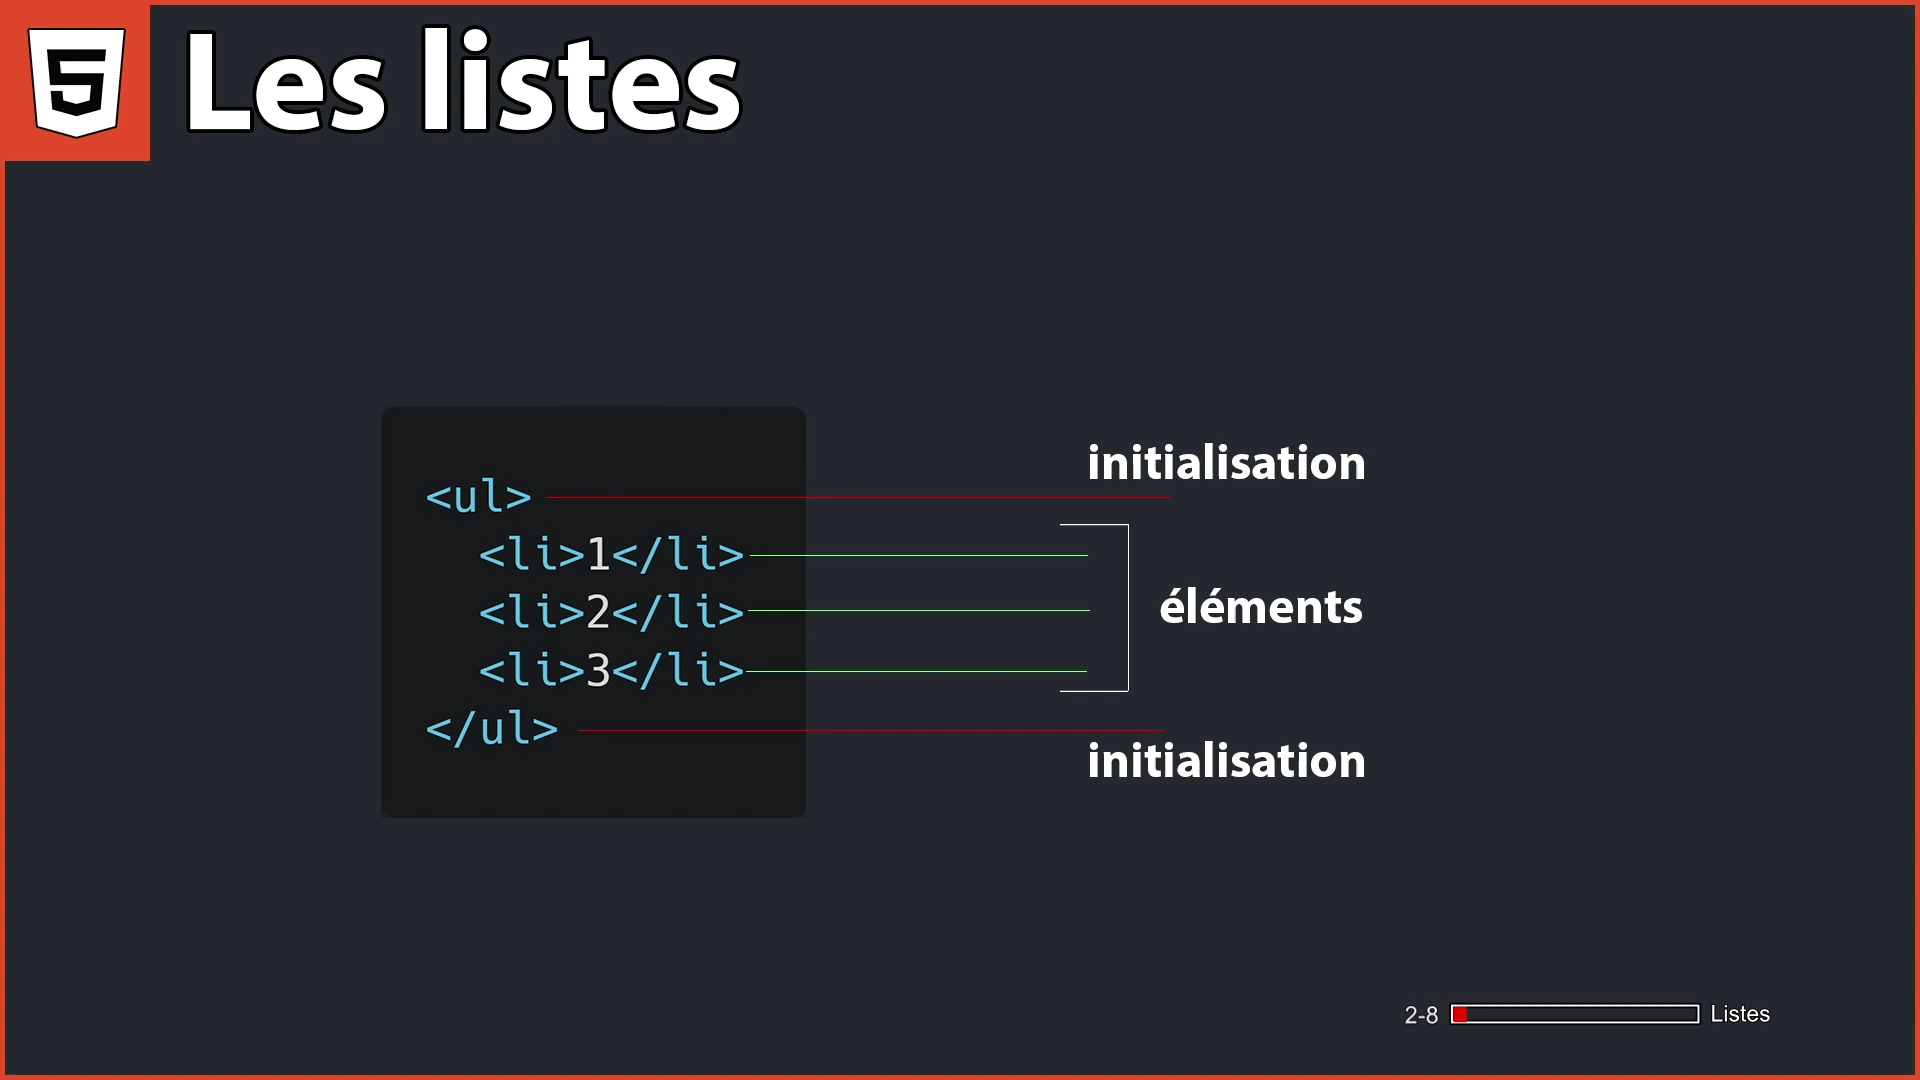 Les listes
initialisation
<ul>
<li>1</li>
<li>2</li>
éléments
<li>3</li>
</ul>
initialisation
2-8 Listes